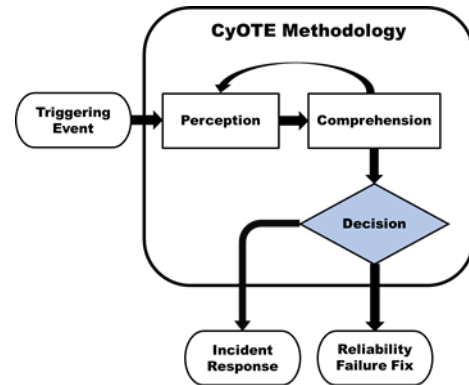 CyOTE Methodology
Triggering
Event
Perception
Comprehension
Decision
Incident
Response
Reliability
Failure Fix